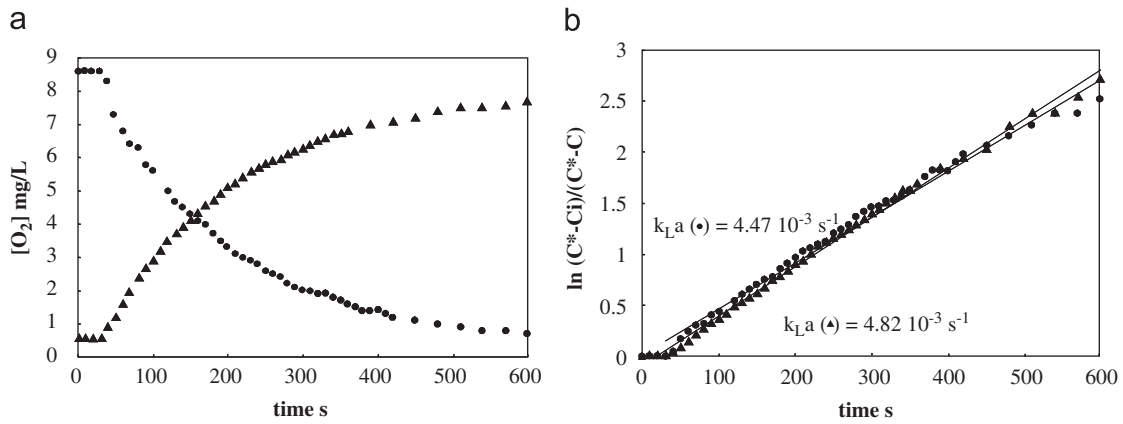 a
[O2] mg/L
9
8
7
6
5
4
3
2
1
0
0 100 200 300 400 500 600
time s
b
ln (C*-Ci)/(C*-C)
3
2.5
2
1.5
1
0.5
0
kLa (•) = 4.47 10-3 s-1
kLa (▲) = 4.82 10-3 s-1
0 100 200 300 400 500 600
time s